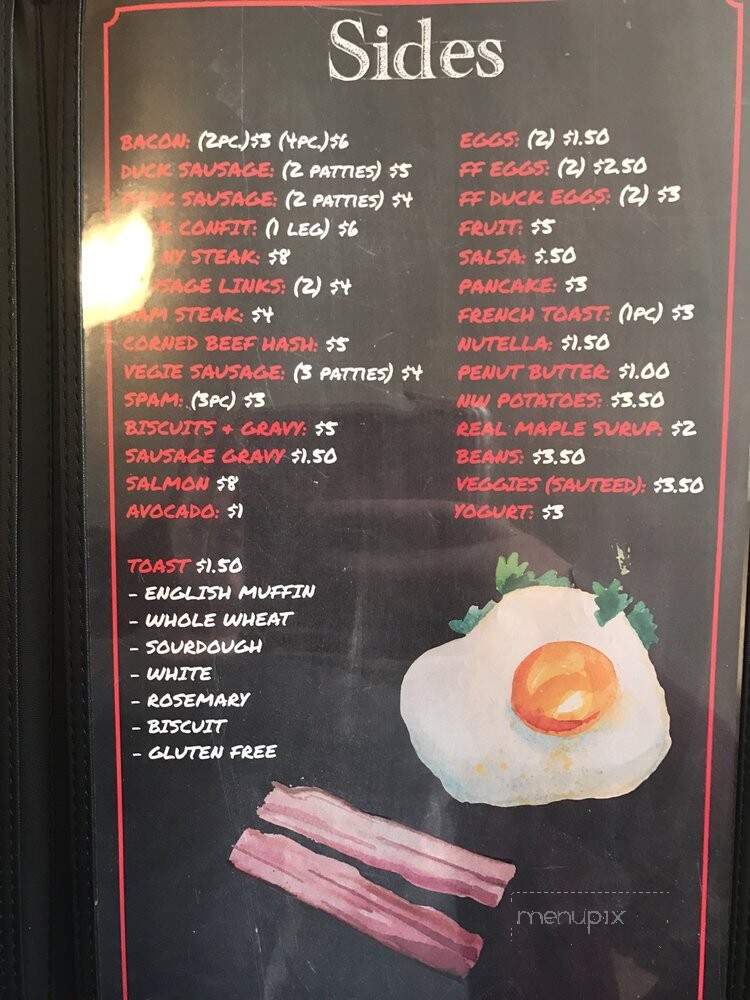 Sides
BACON: (2PC.)$3 (4PC.)$6
DUCK SAUSAGE: (2 PATTIES) $5
SAUSAGE: (2 PATTIES) $4
CONFIT: (1 LEG) $6
NY STEAK: $8
LINKS: (2) $4
HAM STEAK: $4
CORNED BEEF HASH: $5
VEGIE SAUSAGE: (3 PATTIES) $4
SPAM: (3PC) $3
BISCUITS + GRAVY: $5
SAUSAGE GRAVY $1.50
SALMON $8
AVOCADO: $1
TOAST $1.50
- ENGLISH MUFFIN
- WHOLE WHEAT
- SOURDOUGH
- WHITE
- ROSEMARY
- BISCUIT
- GLUTEN FREE
EGGS: (2) $1.50
FF EGGS: (2) $2.50
FF DUCK EGGS: (2) $3
FRUIT: $5
SALSA: $.50
PANCAKE: $3
FRENCH TOAST: (1PC) $3
NUTELLA: $1.50
PENUT BUTTER: $1.00
NW POTATOES: $3.50
REAL MAPLE SURUP: $2
BEANS: $3.50
VEGGIES (SAUTEED): $3.50
YOGURT: $3
menupix